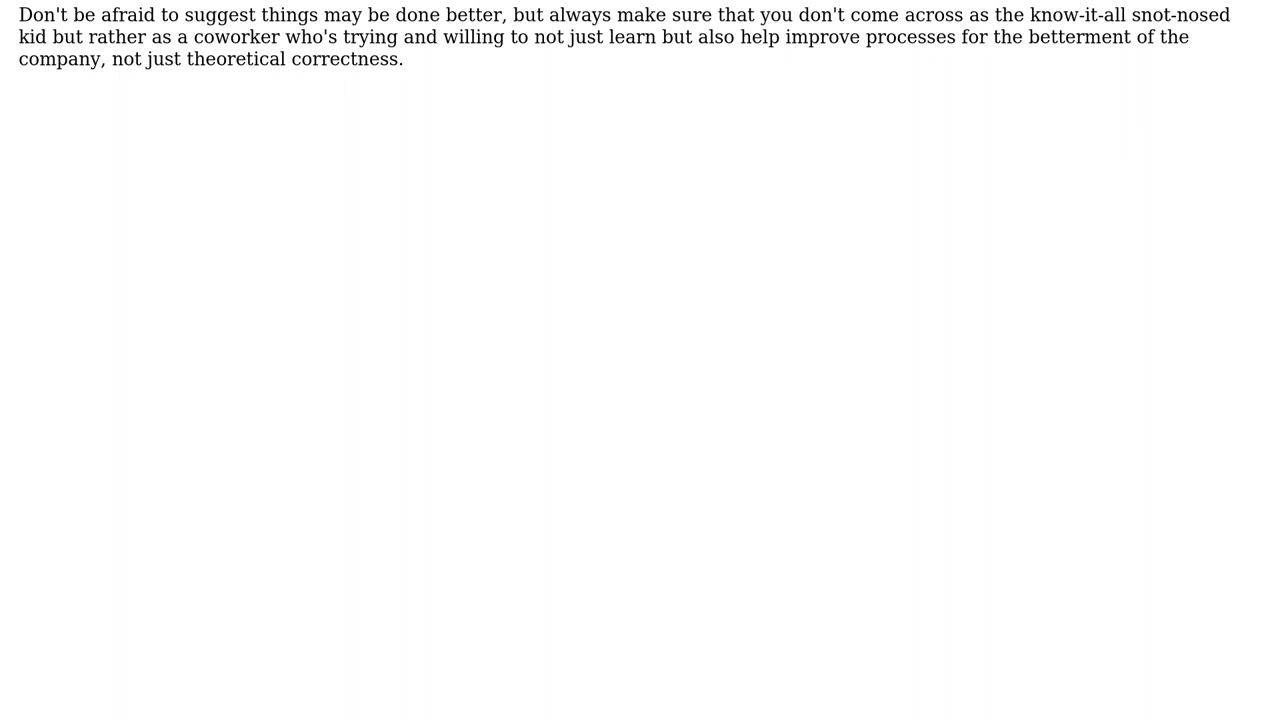 Don't be afraid to suggest things may be done better, but always make sure that you don't come across as the know-it-all snot-nosed
kid but rather as a coworker who's trying and willing to not just learn but also help improve processes for the betterment of the
company, not just theoretical correctness.